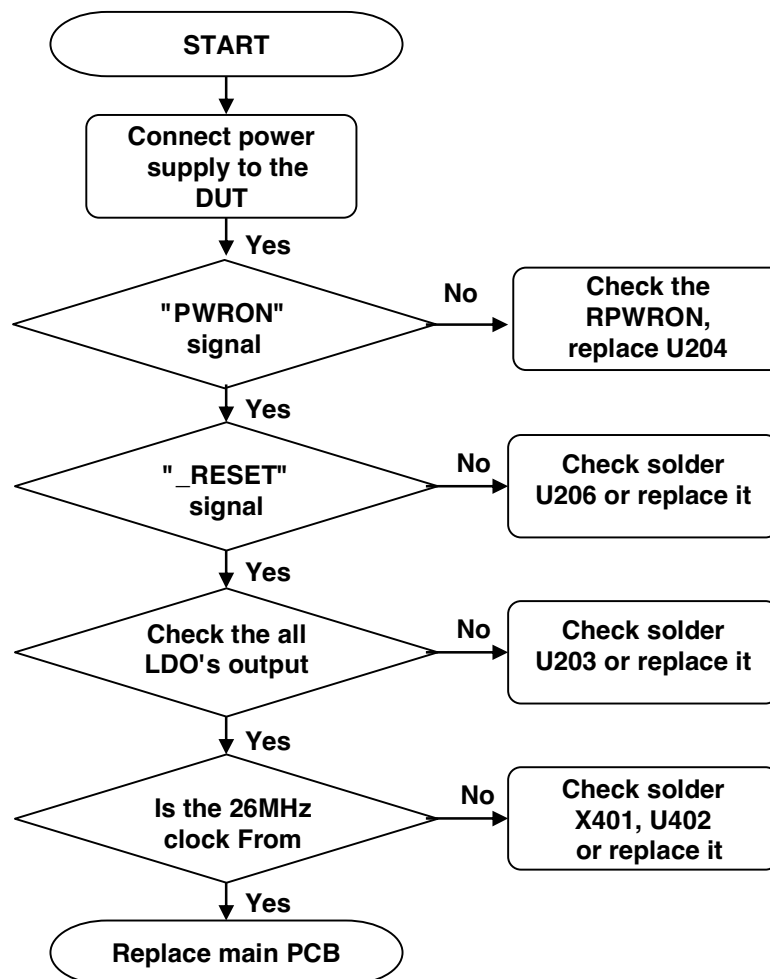 START
Connect power
supply to the
DUT
Yes
"PWRON"
signal
No
Check the
RPWRON,
replace U204
Yes
"_RESET"
signal
No
Check solder
U206 or replace it
Yes
Check the all
LDO's output
No
Check solder
U203 or replace it
Yes
Is the 26MHz
clock From
No
Check solder
X401, U402
or replace it
Yes
Replace main PCB